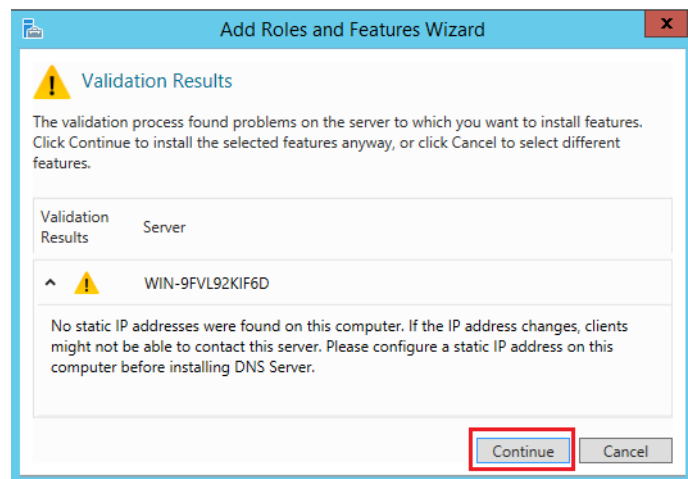 Add Roles and Features Wizard
x
Validation Results
The validation process found problems on the server to which you want to install features.
Click Continue to install the selected features anyway, or click Cancel to select different
features.
Validation
Results
Server
WIN-9FVL92KIF6D
No static IP addresses were found on this computer. If the IP address changes, clients
might not be able to contact this server. Please configure a static IP address on this
computer before installing DNS Server.
Continue
Cancel